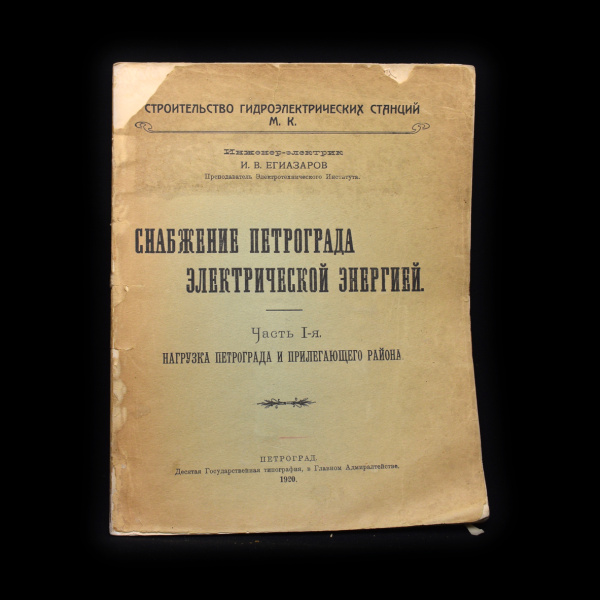 СТРОИТЕЛЬСТВО ГИДРОЭЛЕКТРИЧЕСКИХ СТАНЦИЙ
М. К.
Инженер-электрик
И. В. ЕГИАЗАРОВ
Преподаватель Электротехнического Института.
СНАБЖЕНИЕ ПЕТРОГРАДА
ЭЛЕКТРИЧЕСКОЙ ЭНЕРГИЕЙ.
Часть I-я.
НАГРУЗКА ПЕТРОГРАДА И ПРИЛЕГАЮЩЕГО РАЙОНА
ПЕТРОГРАД.
Десятая Государственная типография, в Главном Адмиралтействе.
1920.